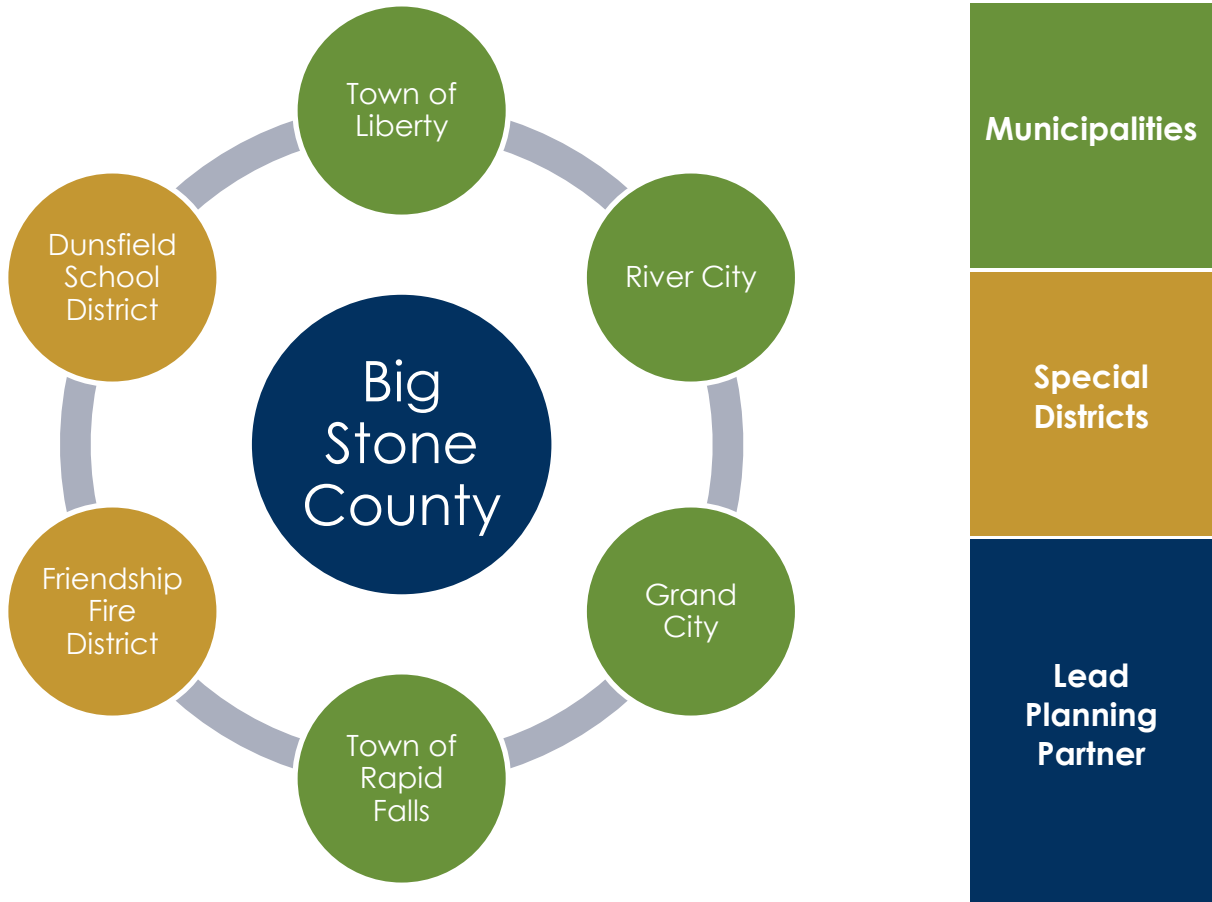 Town of
Liberty
River City
Grand
City
Town of
Rapid
Falls
Friendship
Fire
District
Dunsfield
School
District
Big
Stone
County
Municipalities
Special
Districts
Lead
Planning
Partner